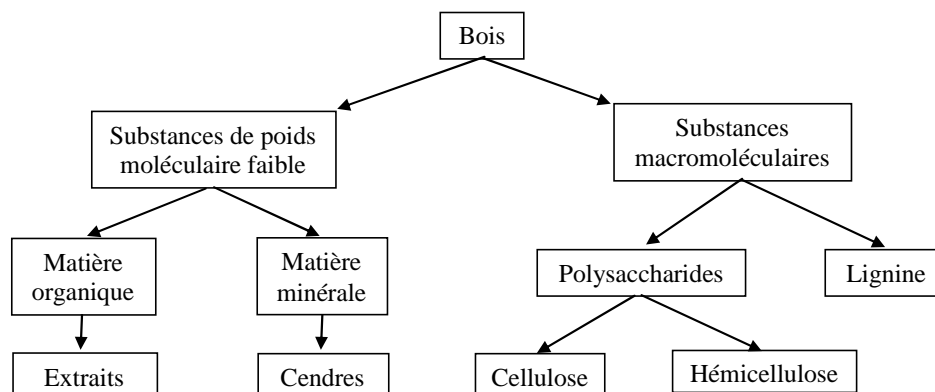 Bois
Substances de poids
moléculaire faible
Substances
macromoléculaires
Matière
organique
Matière
minérale
Polysaccharides
Lignine
Extraits
Cendres
Cellulose
Hémicellulose